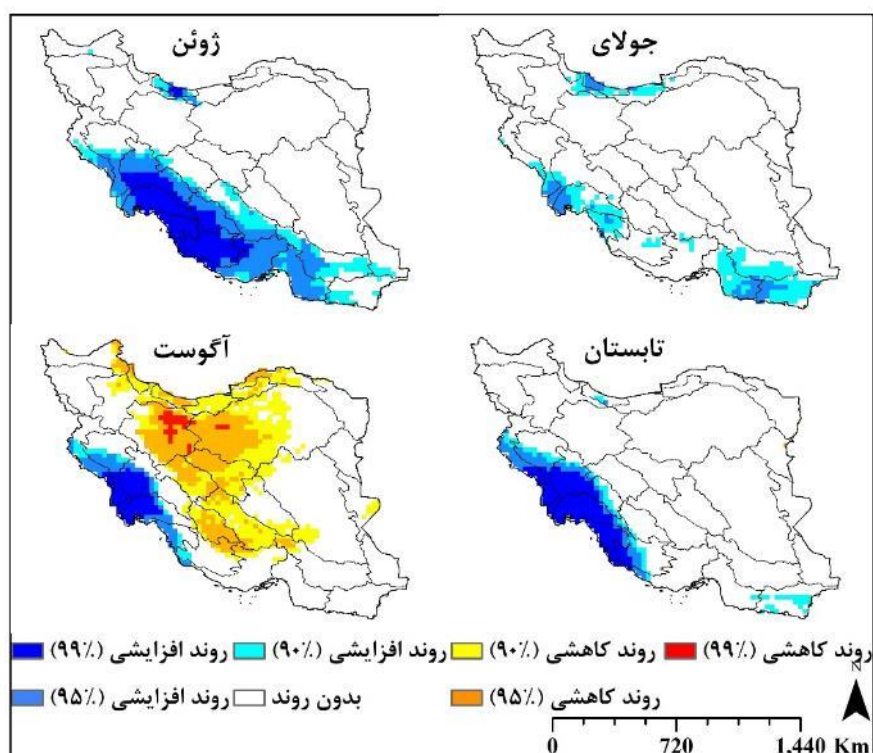 ژوئن
جولای
آگوست
تابستان
روند افزایشی (۹۹٪)
روند افزایشی (۹۰٪)
روند کاهشی (۹۰٪)
روند کاهشی (۹۹٪)
روند افزایشی (۹۵٪)
بدون روند
روند کاهشی (۹۵٪)
N
0 720 1,440 Km